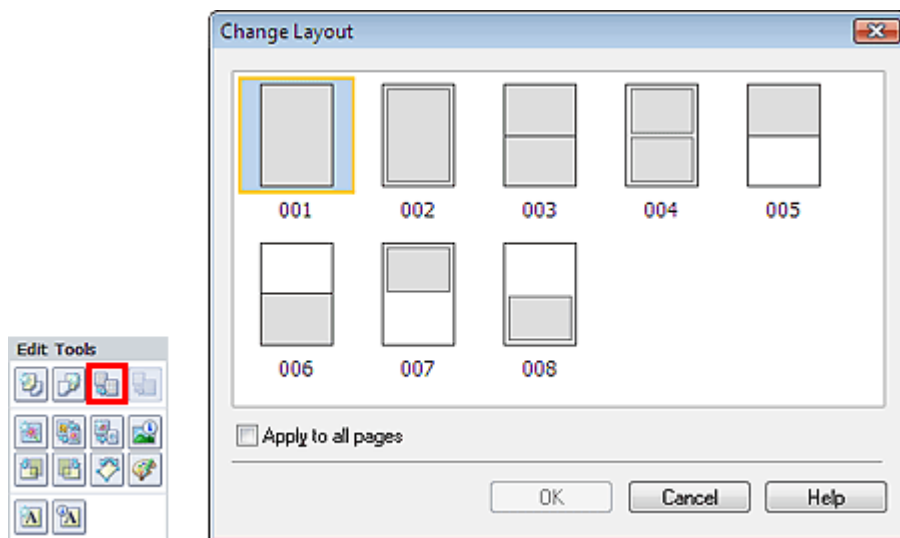 Change Layout
001 002 003 004 005
006 007 008
Apply to all pages
OK Cancel Help
Edit Tools
A A